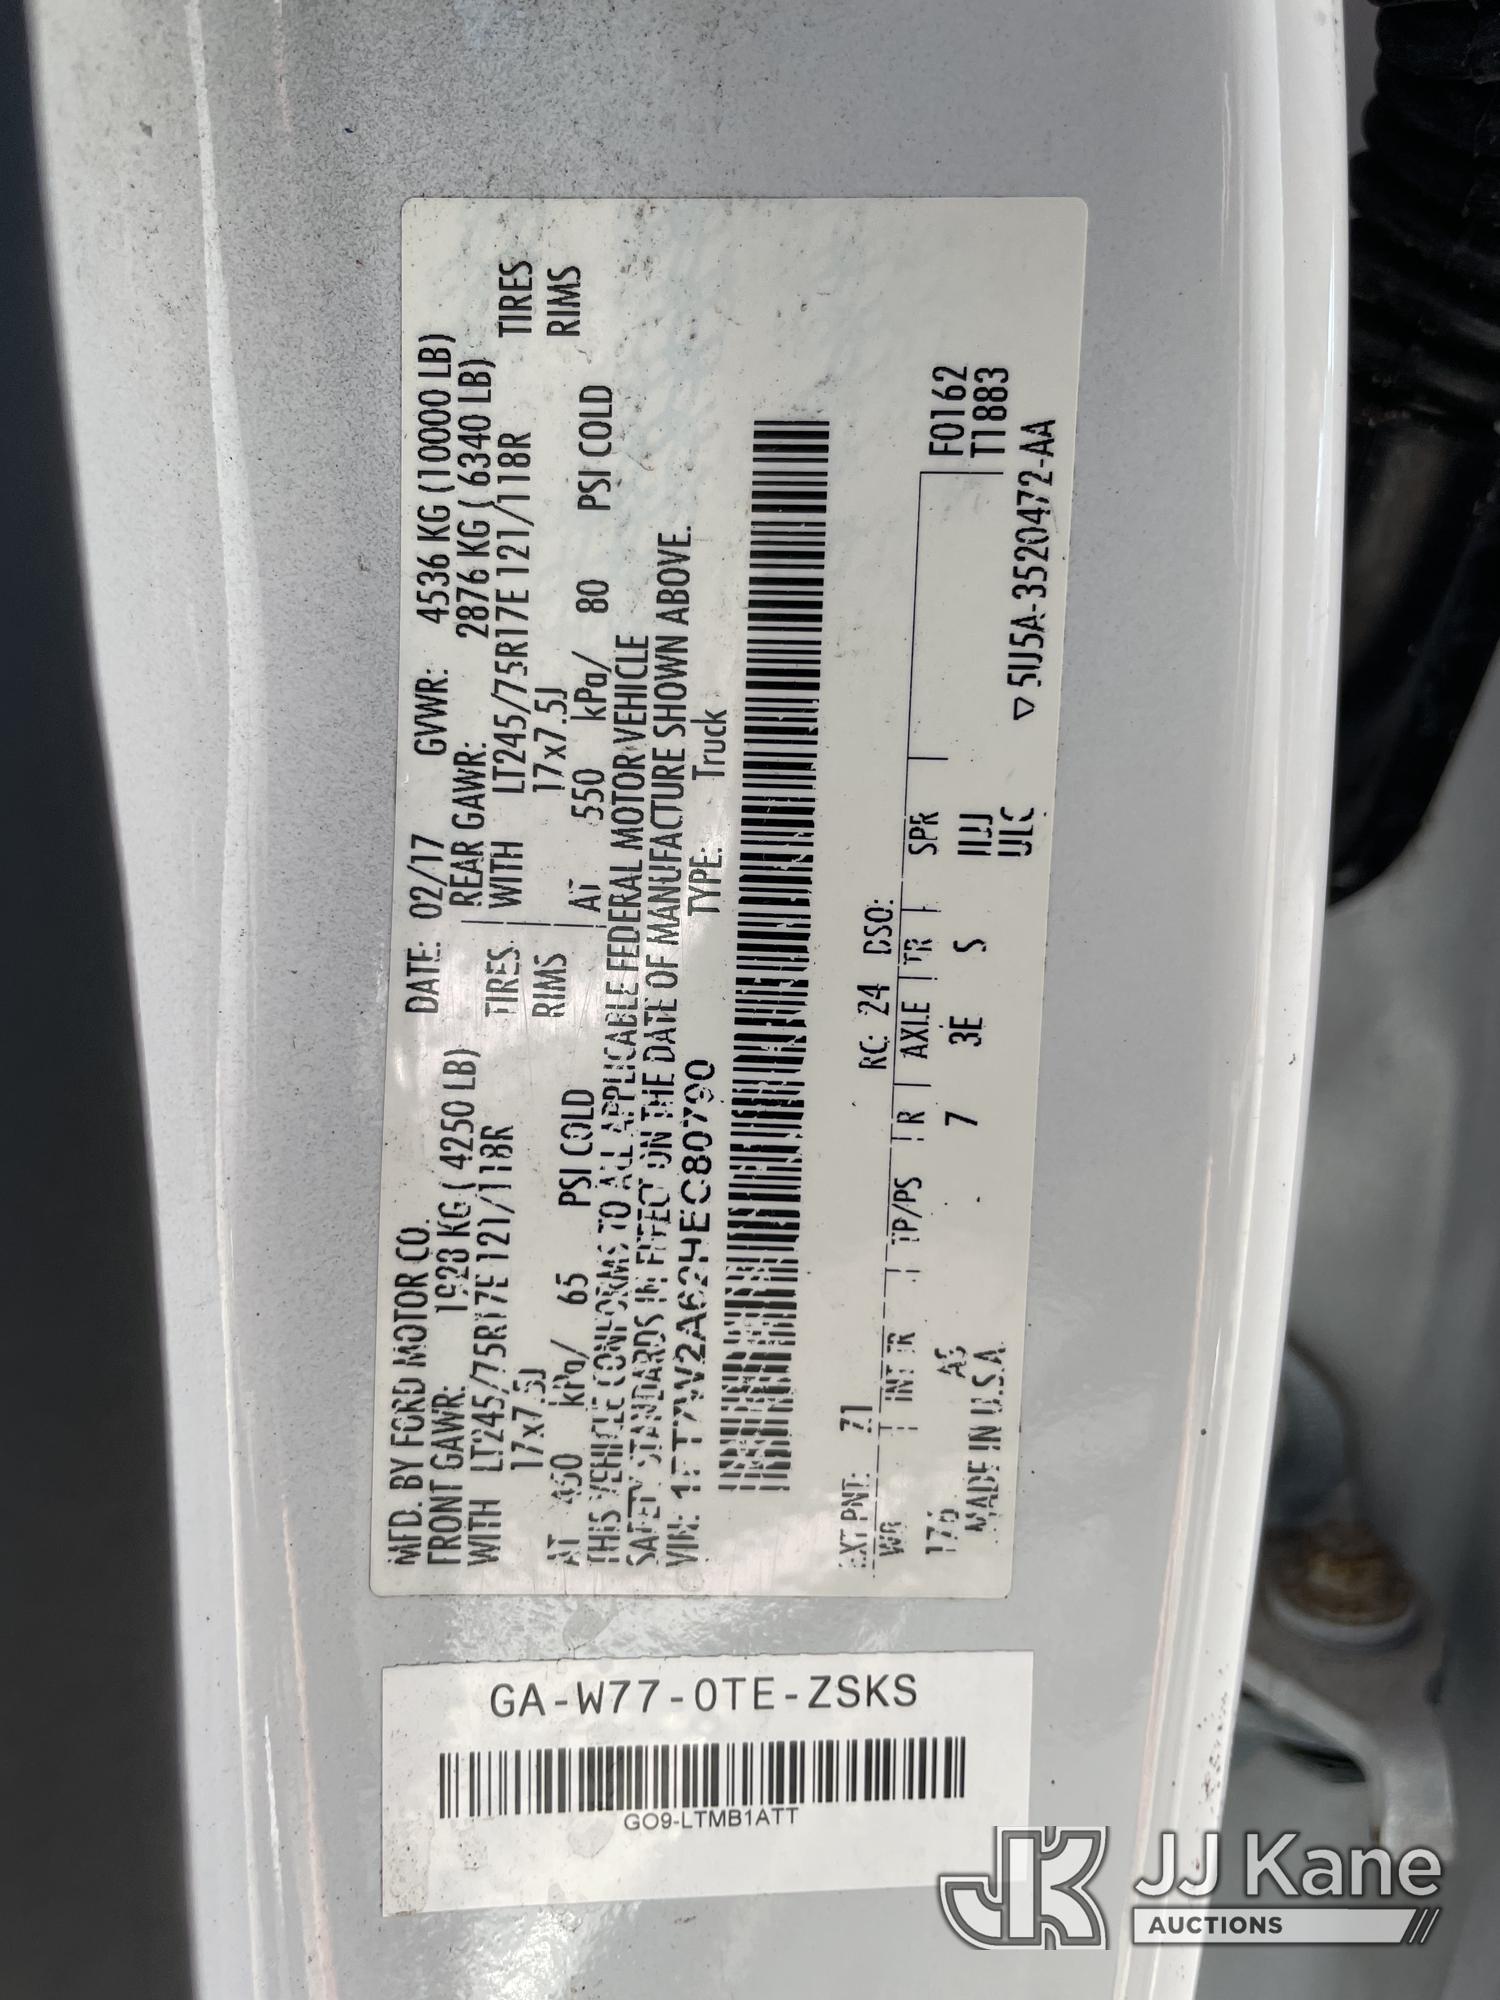 MFD. BY FORD MOTOR CO. DATE: 02/17 GVWR: 4536 KG (10000 LB)
FRONT GAWR: 1928 KG ( 4250 LB) REAR GAWR: 2876 KG ( 6340 LB)
WITH LT245/75R17E 121/118R TIRES WITH LT245/75R17E 121/118R TIRES
17x7.5J RIMS 17x7.5J RIMS
AT 450 kPa/ 65 PSI COLD AT 550 kPa/ 80 PSI COLD
THIS VEHICLE CONFORMS TO ALL APPLICABLE FEDERAL MOTOR VEHICLE
SAFETY STANDARDS IN EFFECT ON THE DATE OF MANUFACTURE SHOWN ABOVE.
VIN: 1FT7W2A62HEC80790 TYPE: Truck
EXT PNT: Z1 RC: 24 DSO:
WB INT TR TP/PS R AXLE TR SPR F0162
176 AS 7 3E S T1883
MADE IN U.S.A. ULC ▽5U5A-3520472-AA
GA-W77-0TE-ZSKS
GO9-LTMB1ATT
JJ Kane
AUCTIONS